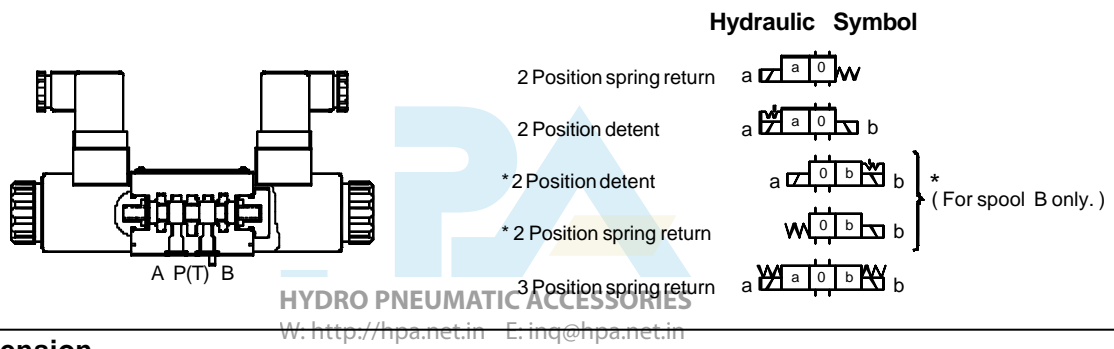 Hydraulic Symbol
2 Position spring return a a 0
2 Position detent a a 0 b
* 2 Position detent a 0 b b
* 2 Position spring return 0 b b
3 Position spring return a a 0 b b
*
( For spool B only. )
A P(T) B
PA
HYDRO PNEUMATIC ACCESSORIES
W: http://hpa.net.in E: inq@hpa.net.in